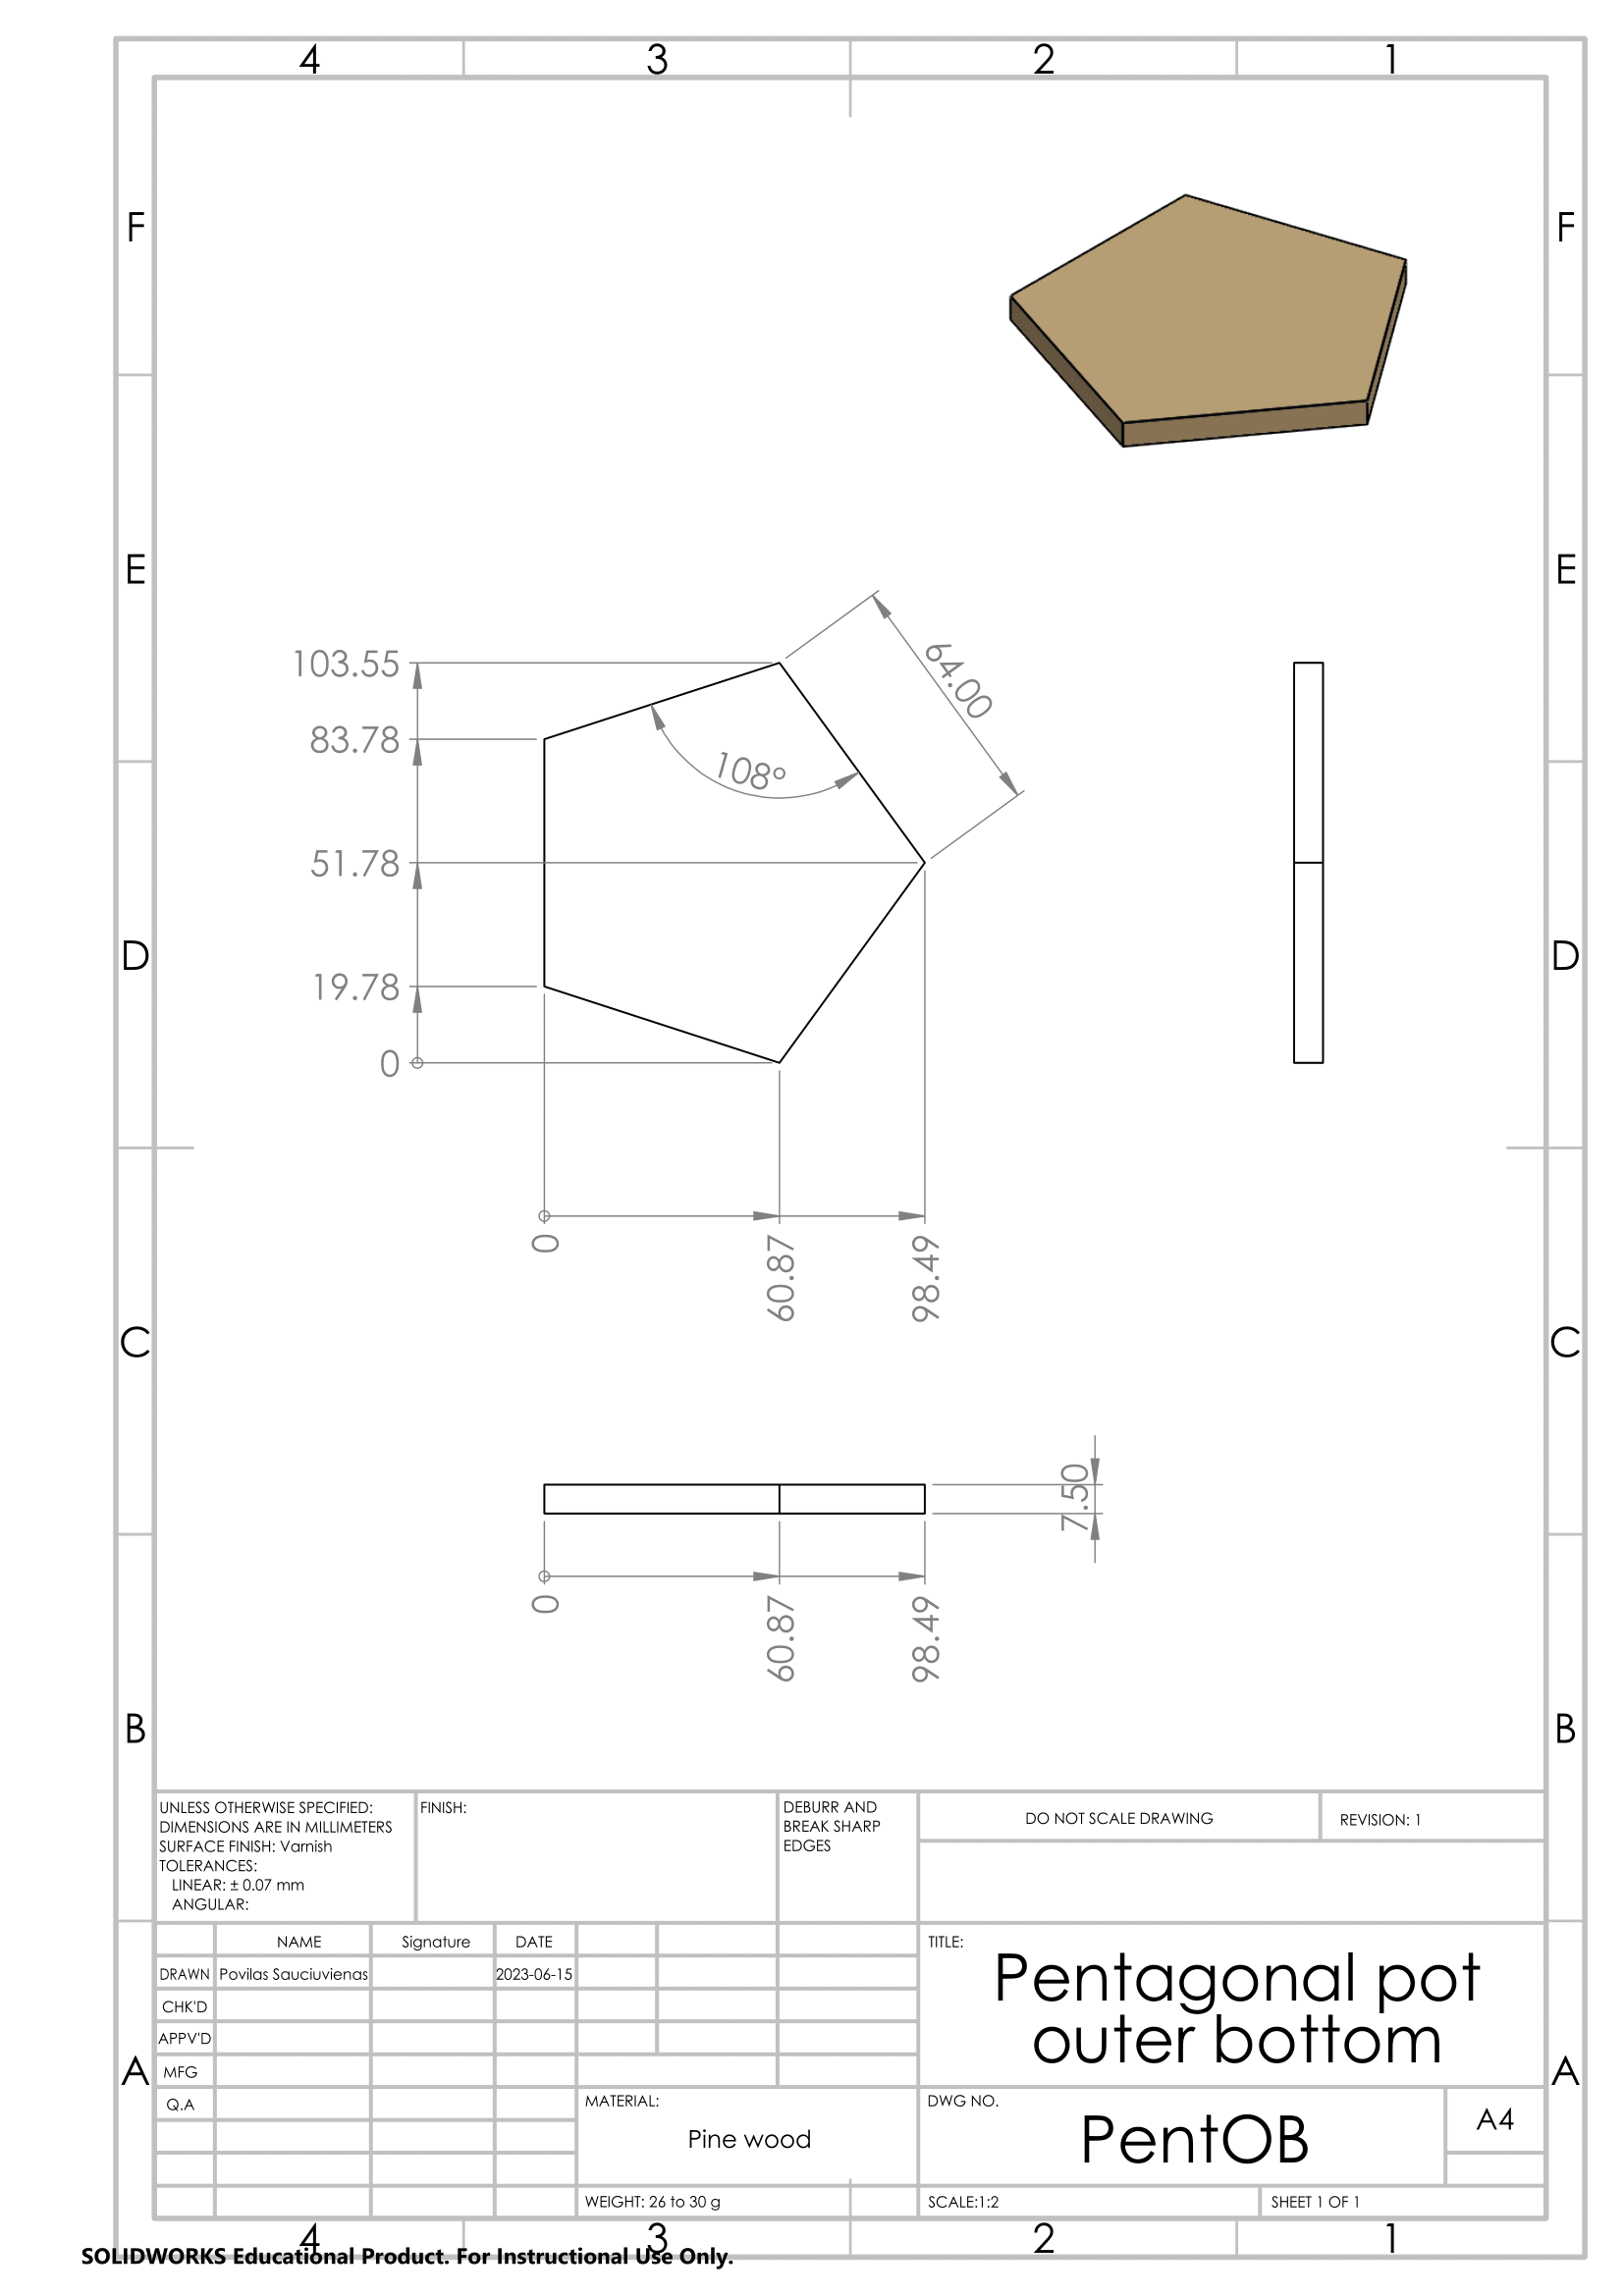 4 3 2 1
F F
E E
D D
C C
B B
A A
103.55
83.78
51.78
19.78
0
64.00
108°
0 60.87 98.49
7.50
0 60.87 98.49
UNLESS OTHERWISE SPECIFIED:
DIMENSIONS ARE IN MILLIMETERS
SURFACE FINISH: Varnish
TOLERANCES:
LINEAR: ± 0.07 mm
ANGULAR:
FINISH:
DEBURR AND
BREAK SHARP
EDGES
DO NOT SCALE DRAWING
REVISION: 1
NAME Signature DATE
DRAWN Povilas Sauciuvienas 2023-06-15
CHK'D
APPV'D
MFG
Q.A
TITLE:
Pentagonal pot
outer bottom
MATERIAL:
Pine wood
DWG NO.
PentOB
A4
WEIGHT: 26 to 30 g
SCALE:1:2
SHEET 1 OF 1
4 3 2 1
SOLIDWORKS Educational Product. For Instructional Use Only.